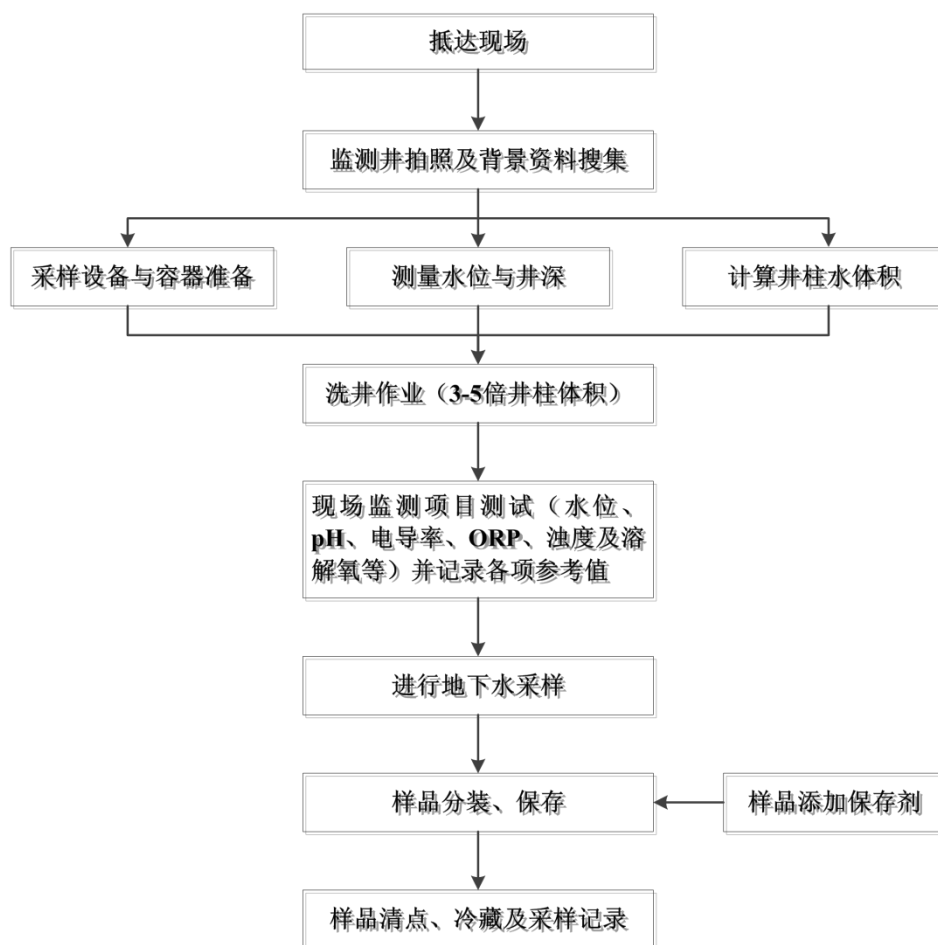 抵达现场
监测井拍照及背景资料搜集
采样设备与容器准备
测量水位与井深
计算井柱水体积
洗井作业（3-5倍井柱体积）
现场监测项目测试（水位、
pH、电导率、ORP、浊度及溶
解氧等）并记录各项参考值
进行地下水采样
样品分装、保存
样品添加保存剂
样品清点、冷藏及采样记录